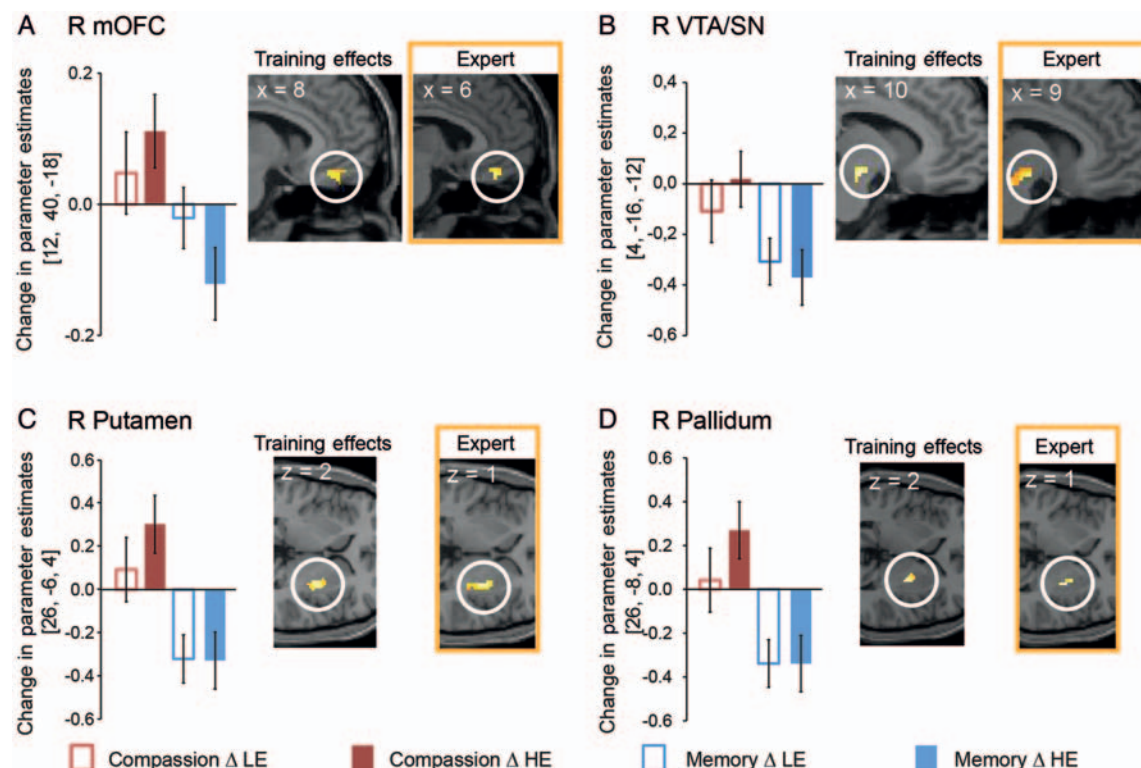 A R mOFC
Training effects
Expert
x = 8
x = 6
0.2
0.0
-0.2
Change in parameter estimates
[12, 40, -18]
B R VTA/SN
Training effects
Expert
x = 10
x = 9
0,4
0,2
0,0
-0,2
-0,4
-0,6
Change in parameter estimates
[4, -16, -12]
C R Putamen
Training effects
Expert
z = 2
z = 1
0.6
0.4
0.2
0.0
-0.2
-0.4
-0.6
Change in parameter estimates
[26, -6, 4]
D R Pallidum
Training effects
Expert
z = 2
z = 1
0.6
0.4
0.2
0.0
-0.2
-0.4
-0.6
Change in parameter estimates
[26, -8, 4]
Compassion Δ LE
Compassion Δ HE
Memory Δ LE
Memory Δ HE